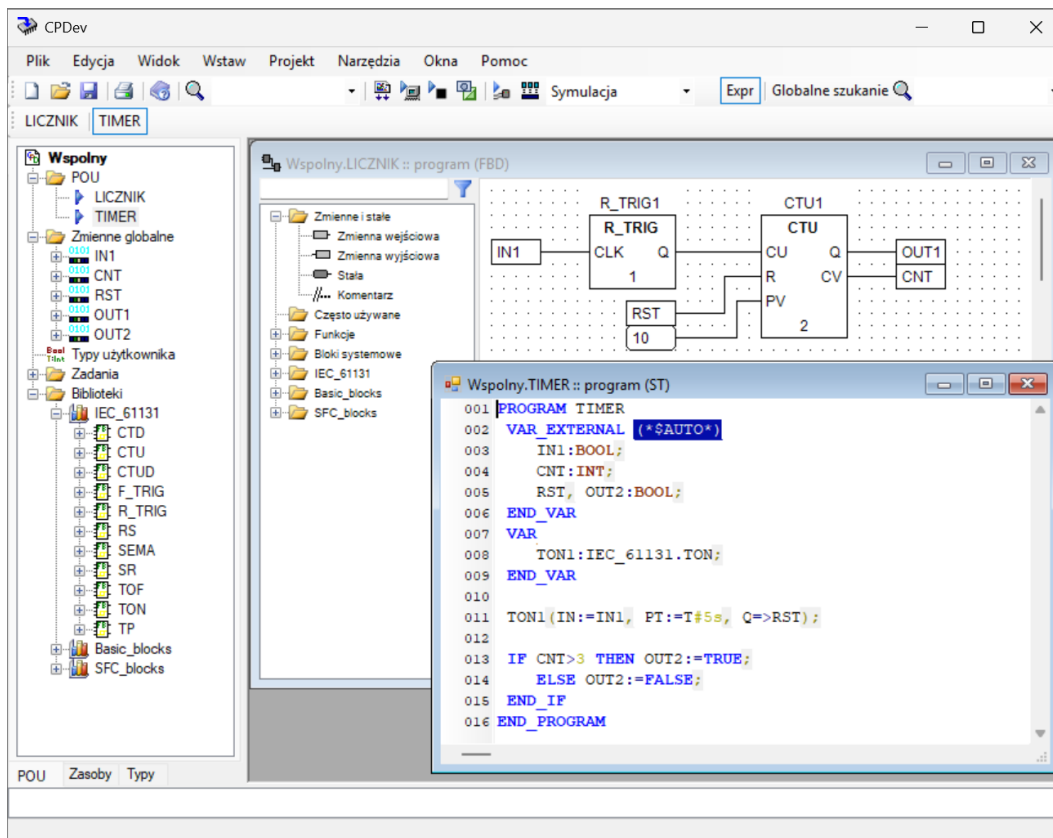 CPDev
Plik Edycja Widok Wstaw Projekt Narzędzia Okna Pomoc
Symulacja Expr Globalne szukanie
LICZNIK TIMER
Wspolny
POU
LICZNIK
TIMER
Zmienne globalne
IN1
CNT
RST
OUT1
OUT2
Typy użytkownika
Zadania
Biblioteki
IEC_61131
CTD
CTU
CTUD
F_TRIG
R_TRIG
RS
SEMA
SR
TOF
TON
TP
Basic_blocks
SFC_blocks
POU Zasoby Typy
Wspolny.LICZNIK :: program (FBD)
Zmienne i stałe
Zmienna wejściowa
Zmienna wyjściowa
Stała
Komentarz
Często używane
Funkcje
Bloki systemowe
IEC_61131
Basic_blocks
SFC_blocks
R_TRIG1 CTU1
R_TRIG CTU
IN1 CLK Q CU Q OUT1
1 R CV CNT
PV
RST
10 2
Wspolny.TIMER :: program (ST)
001 PROGRAM TIMER
002 VAR_EXTERNAL (*$AUTO*)
003 IN1:BOOL;
004 CNT:INT;
005 RST, OUT2:BOOL;
006 END_VAR
007 VAR
008 TON1:IEC_61131.TON;
009 END_VAR
010
011 TON1(IN:=IN1, PT:=T#5s, Q=>RST);
012
013 IF CNT>3 THEN OUT2:=TRUE;
014 ELSE OUT2:=FALSE;
015 END_IF
016 END_PROGRAM